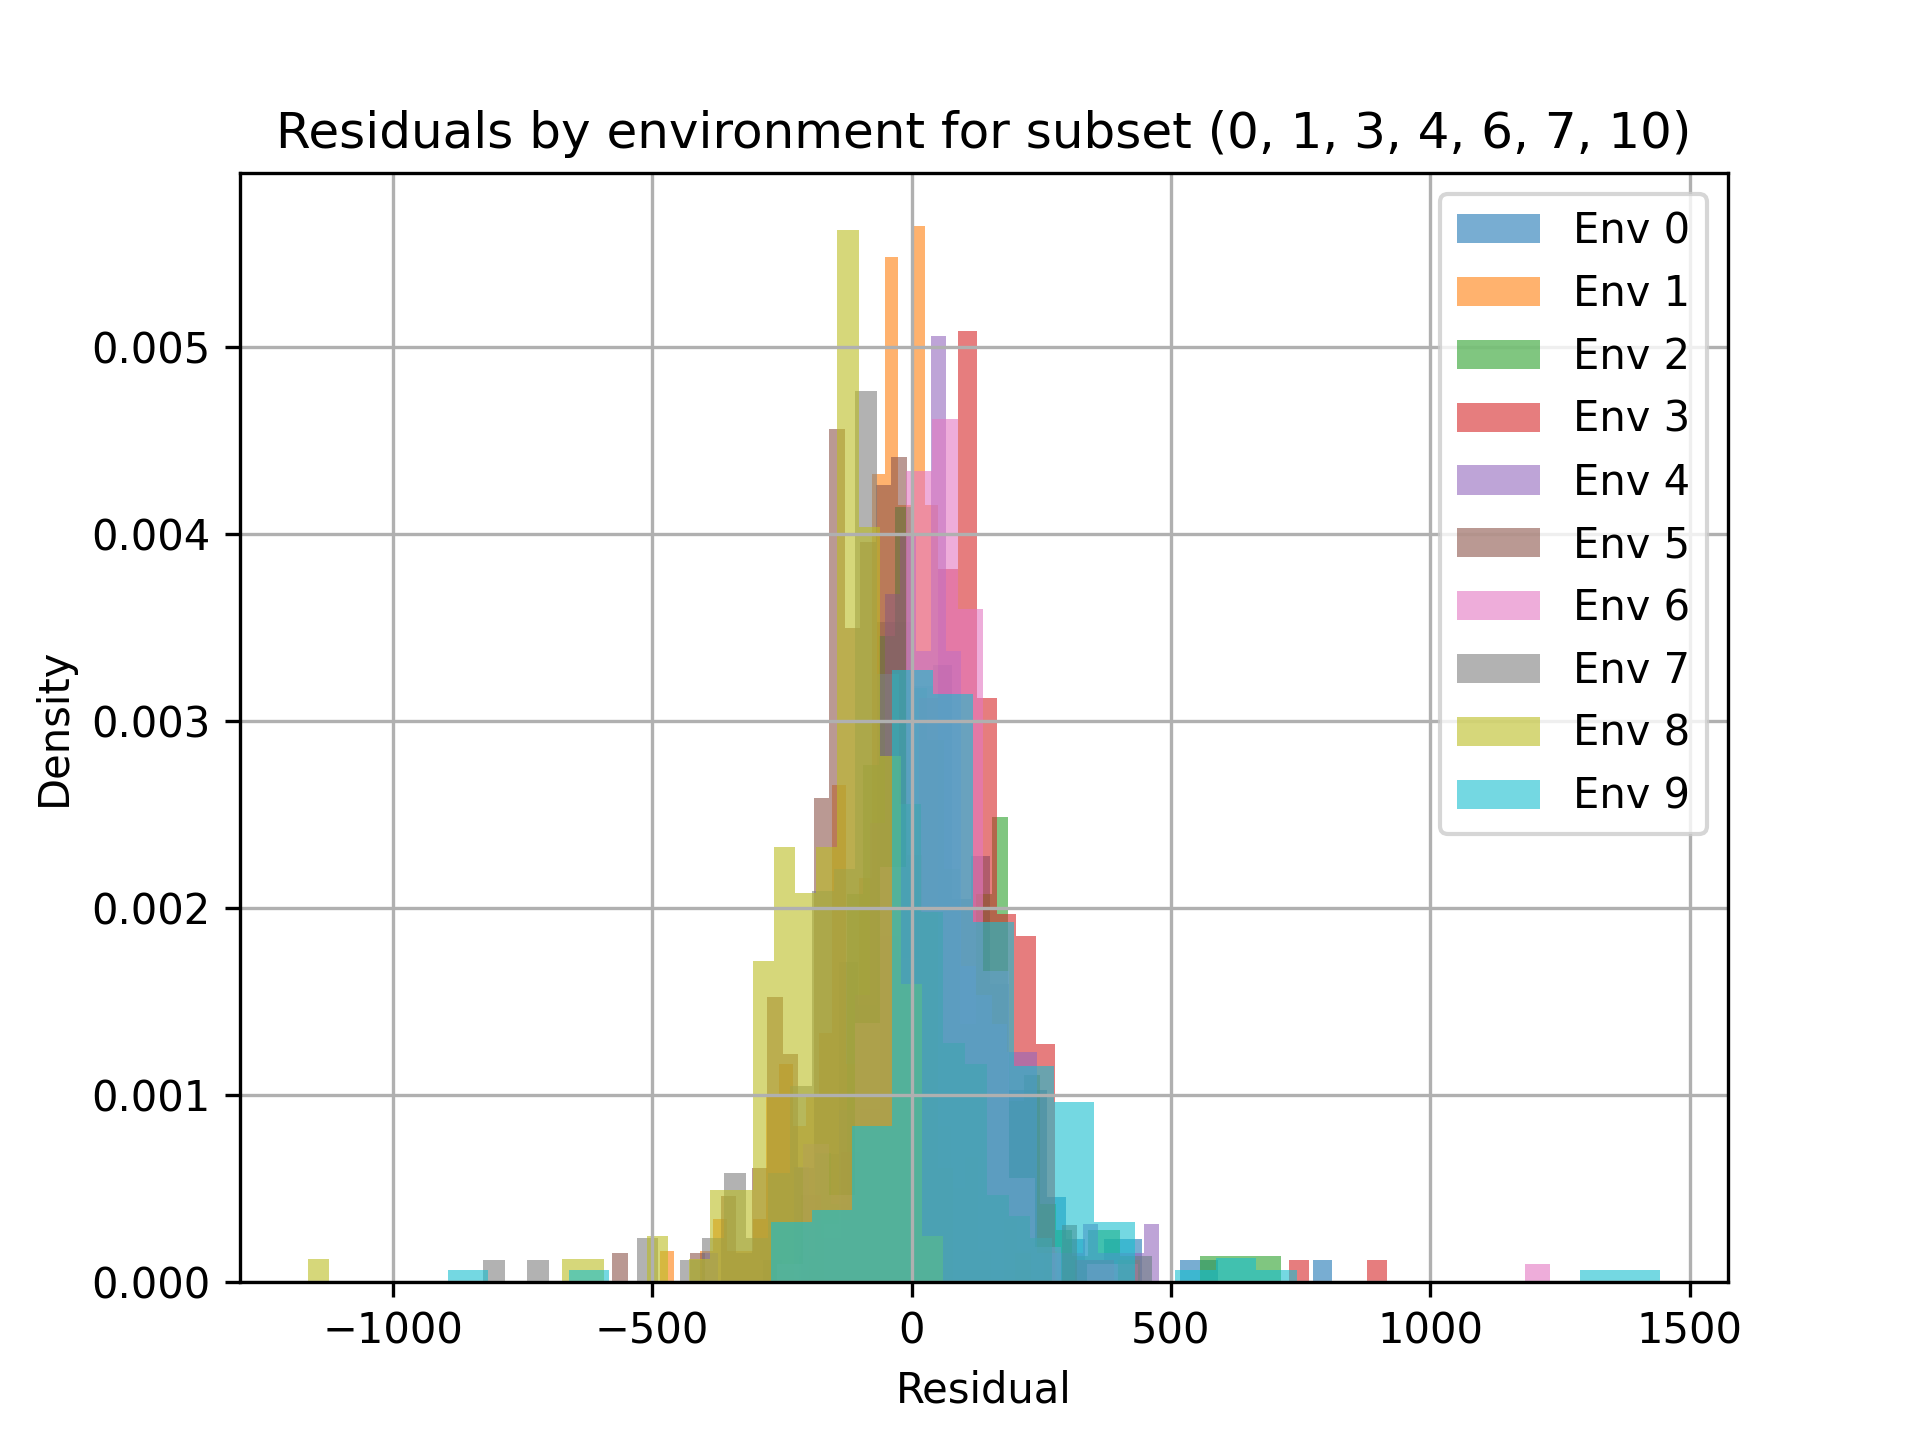 Residuals by environment for subset (0, 1, 3, 4, 6, 7, 10)
Env 0
Env 1
Env 2
Env 3
Env 4
Env 5
Env 6
Env 7
Env 8
Env 9
0.005
0.004
0.003
0.002
0.001
0.000
Density
−1000
−500
0
500
1000
1500
Residual